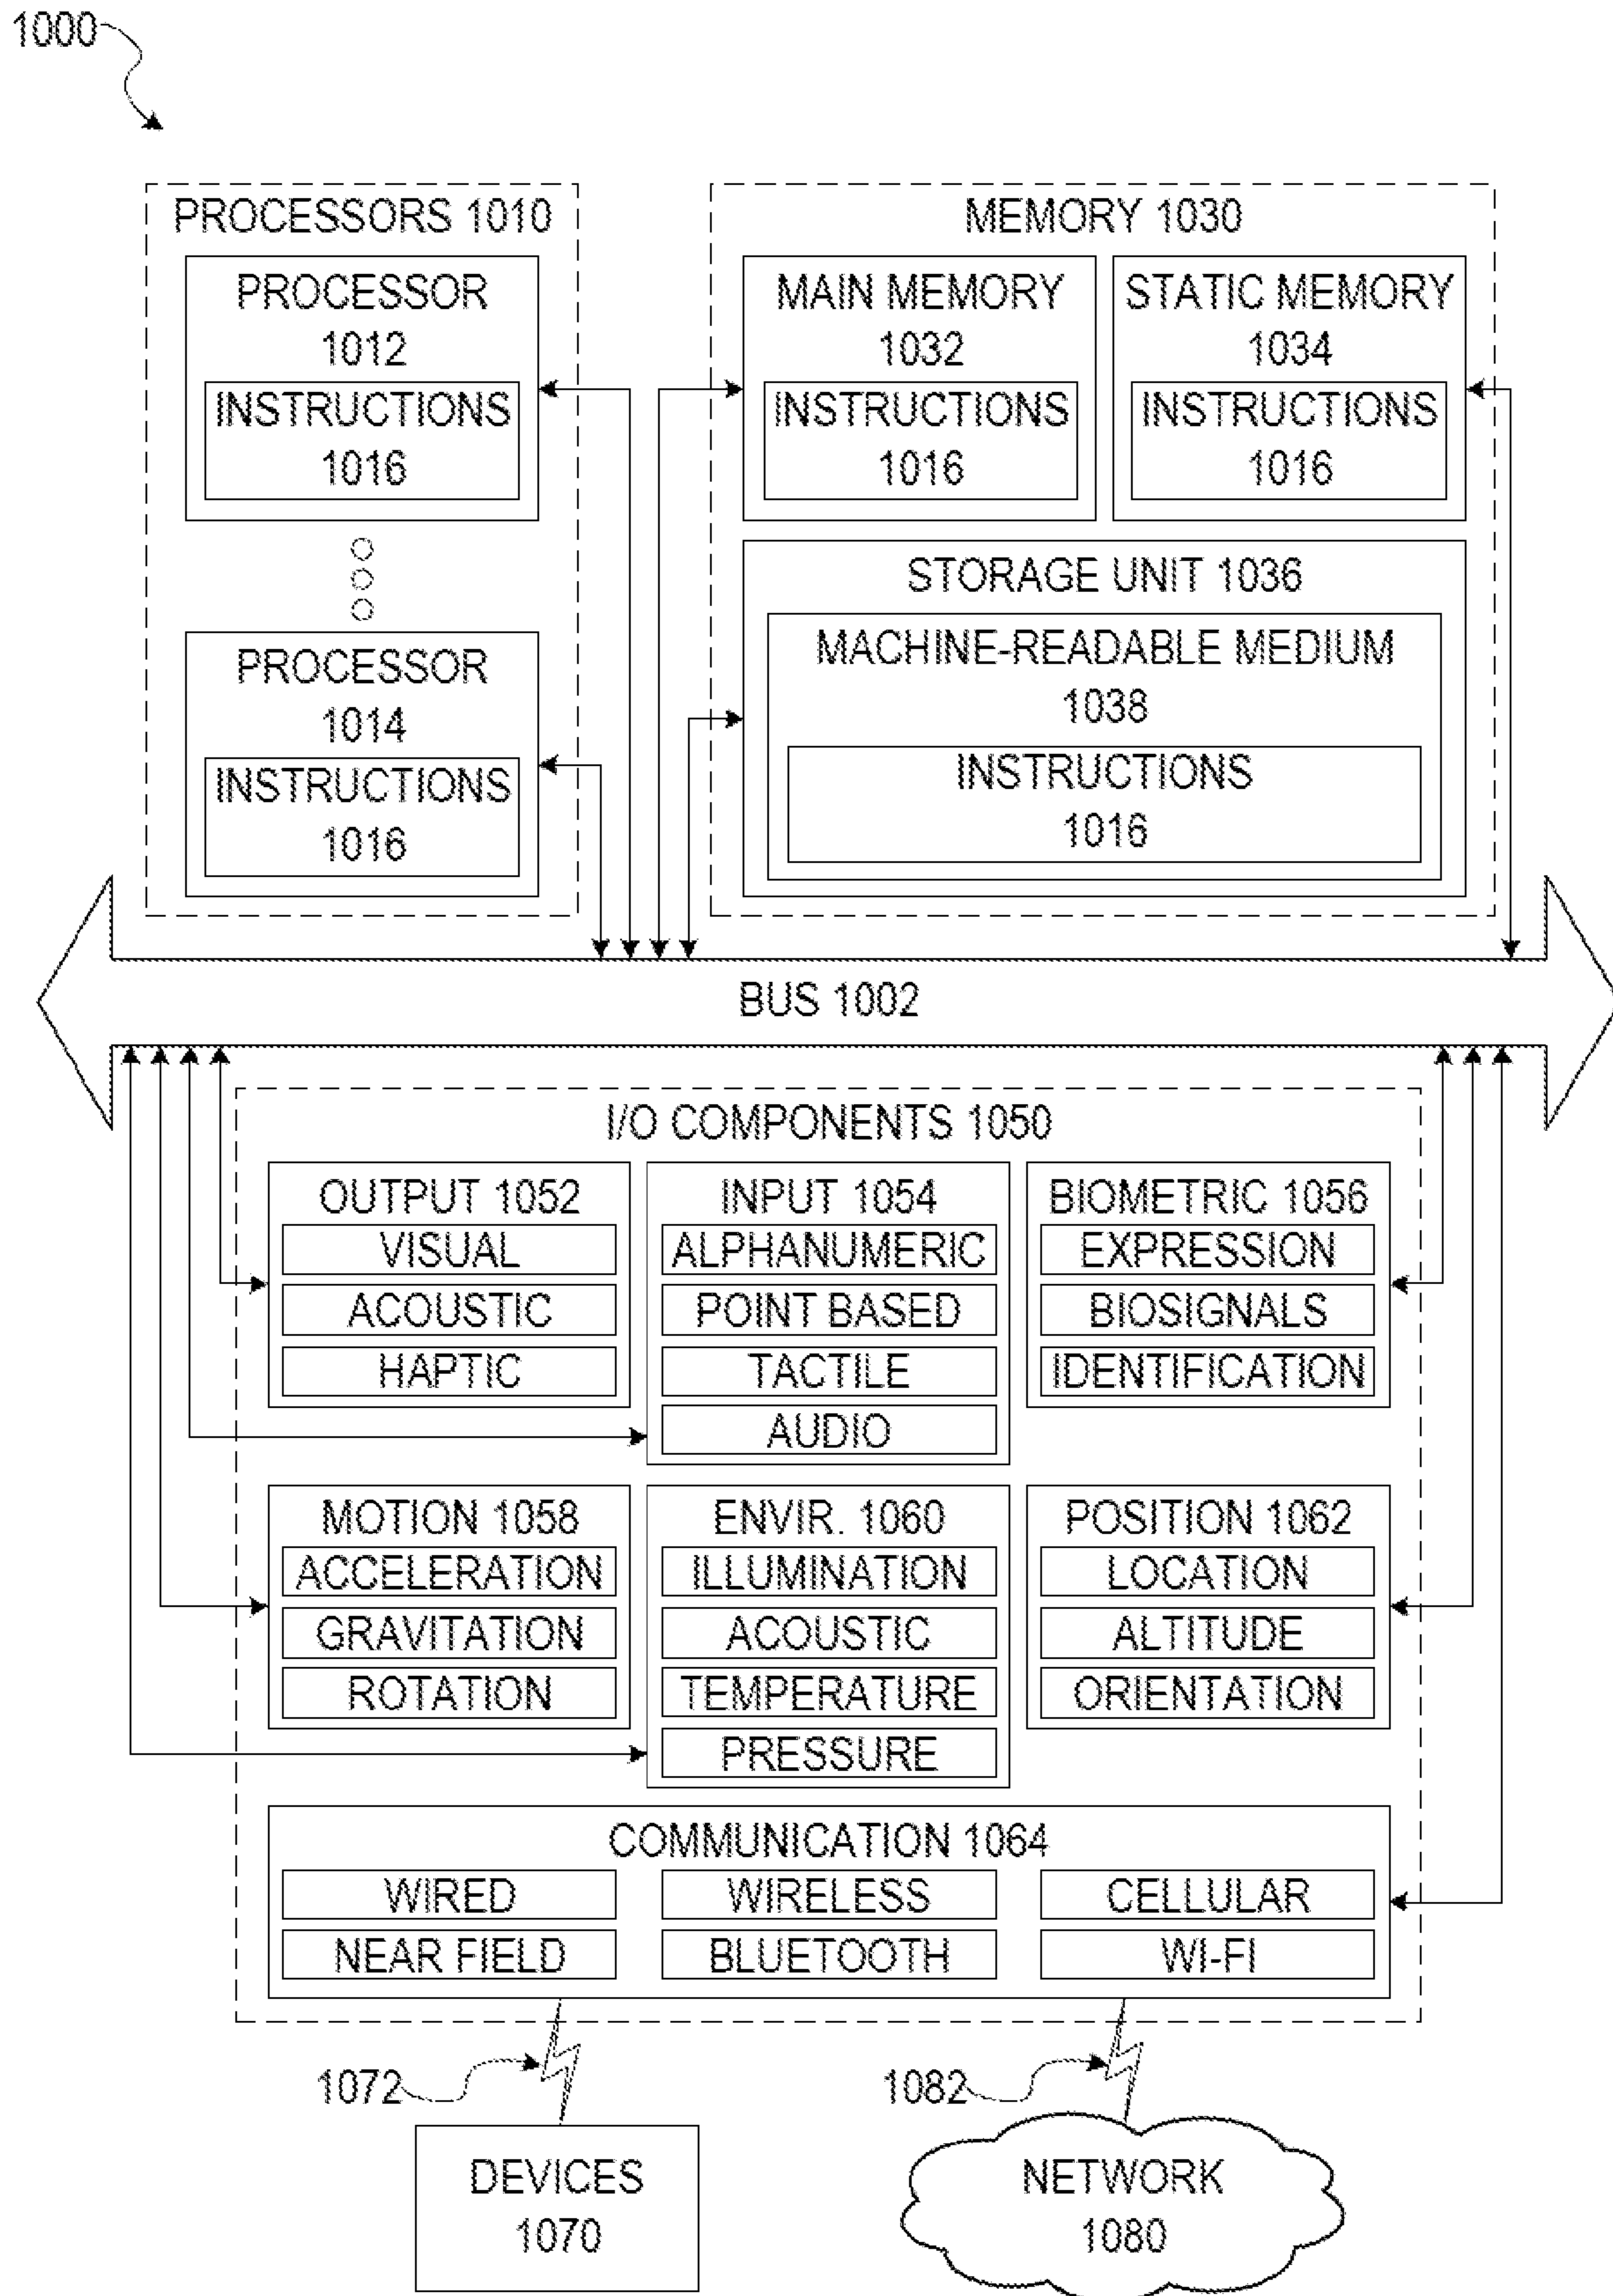 1000
PROCESSORS 1010
PROCESSOR
1012
INSTRUCTIONS
1016
PROCESSOR
1014
INSTRUCTIONS
1016
MEMORY 1030
MAIN MEMORY
1032
INSTRUCTIONS
1016
STATIC MEMORY
1034
INSTRUCTIONS
1016
STORAGE UNIT 1036
MACHINE-READABLE MEDIUM
1038
INSTRUCTIONS
1016
BUS 1002
I/O COMPONENTS 1050
OUTPUT 1052
VISUAL
ACOUSTIC
HAPTIC
INPUT 1054
ALPHANUMERIC
POINT BASED
TACTILE
AUDIO
BIOMETRIC 1056
EXPRESSION
BIOSIGNALS
IDENTIFICATION
MOTION 1058
ACCELERATION
GRAVITATION
ROTATION
ENVIR. 1060
ILLUMINATION
ACOUSTIC
TEMPERATURE
PRESSURE
POSITION 1062
LOCATION
ALTITUDE
ORIENTATION
COMMUNICATION 1064
WIRED
WIRELESS
CELLULAR
NEAR FIELD
BLUETOOTH
WI-FI
1072
1082
DEVICES
1070
NETWORK
1080